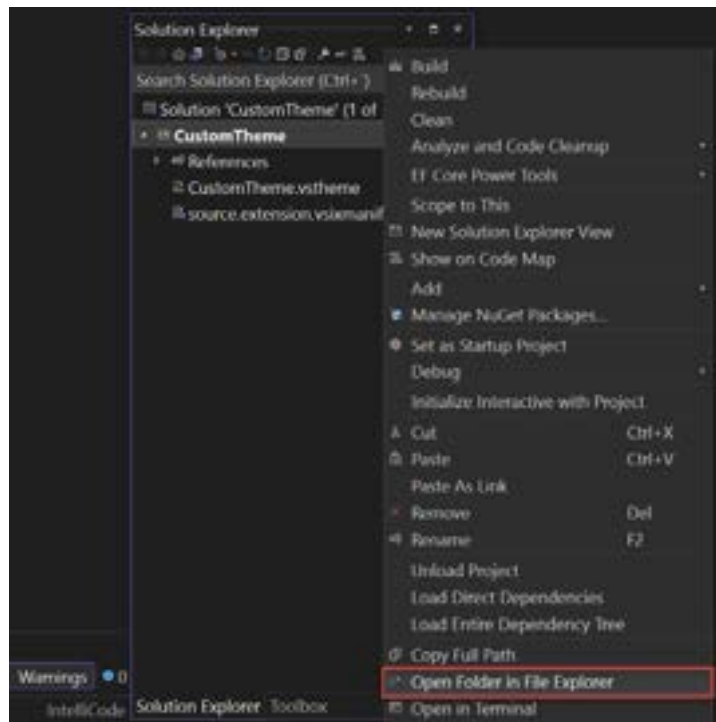 Solution Explorer
Search Solution Explorer (Ctrl+ )
Solution 'CustomTheme' (1 of
CustomTheme
References
CustomTheme.vstheme
source.extension.vsixmanif
Build
Rebuild
Clean
Analyze and Code Cleanup
EF Core Power Tools
Scope to This
New Solution Explorer View
Show on Code Map
Add
Manage NuGet Packages...
Set as Startup Project
Debug
Initialize Interactive with Project
Cut Ctrl+X
Paste Ctrl+V
Paste As Link
Remove Del
Rename F2
Unload Project
Load Direct Dependencies
Load Entire Dependency Tree
Copy Full Path
Open Folder in File Explorer
Open in Terminal
Warnings 0
IntelliCode
Solution Explorer Toolbox